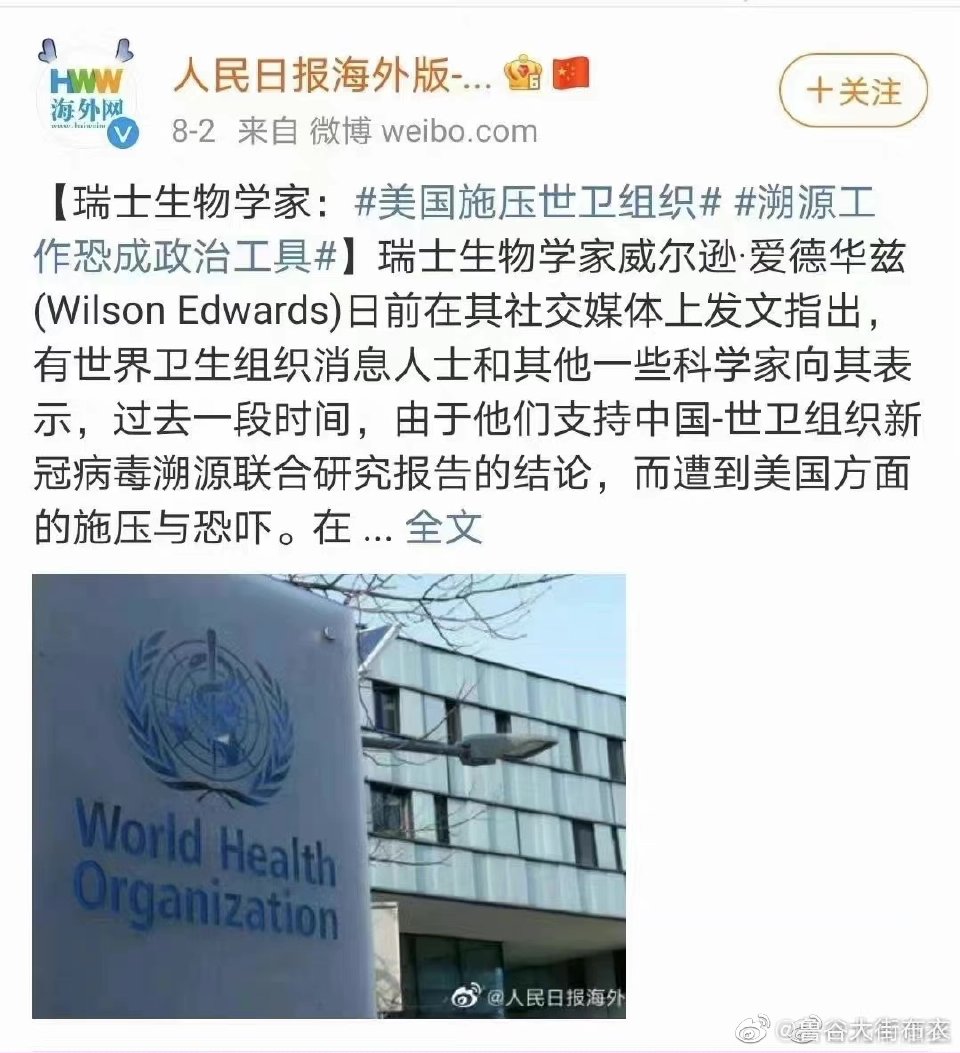 人民日报海外版-...
HWW
海外网
8-2 来自 微博 weibo.com
十关注
【瑞士生物学家：#美国施压世卫组织# #溯源工
作恐成政治工具#】瑞士生物学家威尔逊·爱德华兹
(Wilson Edwards)日前在其社交媒体上发文指出，
有世界卫生组织消息人士和其他一些科学家向其表
示，过去一段时间，由于他们支持中国-世卫组织新
冠病毒溯源联合研究报告的结论，而遭到美国方面
的施压与恐吓。在 ... 全文
World Health
Organization
@人民日报海外
@鲁谷大街布衣